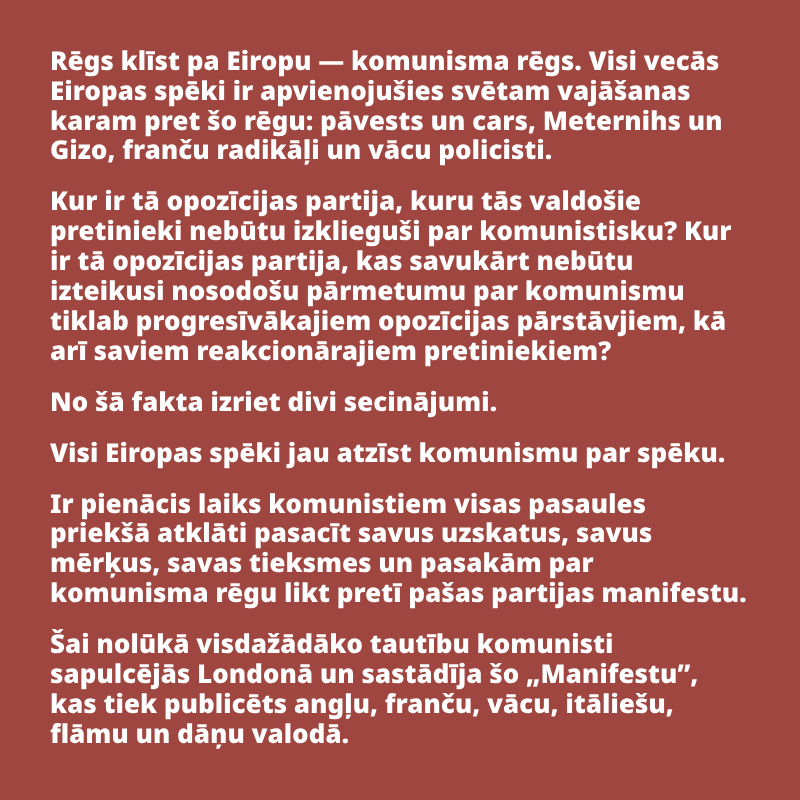 Rēgs klīst pa Eiropu — komunisma rēgs. Visi vecās
Eiropas spēki ir apvienojušies svētam vajāšanas
karam pret šo rēgu: pāvests un cars, Meternihs un
Gizo, franču radikāļi un vācu policisti.
Kur ir tā opozīcijas partija, kuru tās valdošie
pretinieki nebūtu izklieguši par komunistisku? Kur
ir tā opozīcijas partija, kas savukārt nebūtu
izteikusi nosodošu pārmetumu par komunismu
tiklab progresīvākajiem opozīcijas pārstāvjiem, kā
arī saviem reakcionārajiem pretiniekiem?
No šā fakta izriet divi secinājumi.
Visi Eiropas spēki jau atzīst komunismu par spēku.
Ir pienācis laiks komunistiem visas pasaules
priekšā atklāti pasacīt savus uzskatus, savus
mērķus, savas tieksmes un pasakām par
komunisma rēgu likt pretī pašas partijas manifestu.
Šai nolūkā visdažādāko tautību komunisti
sapulcējās Londonā un sastādīja šo „Manifestu”,
kas tiek publicēts angļu, franču, vācu, itāliešu,
flāmu un dāņu valodā.